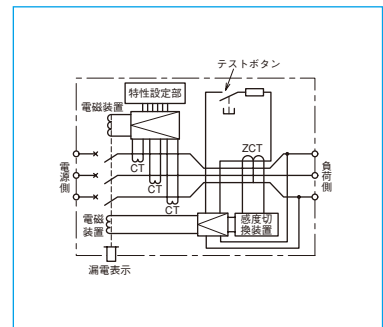 テストボタン
特性設定部
電磁装置
ZCT
CT
CT
CT
電源側
負荷側
電磁
装置
感度切
換装置
漏電表示